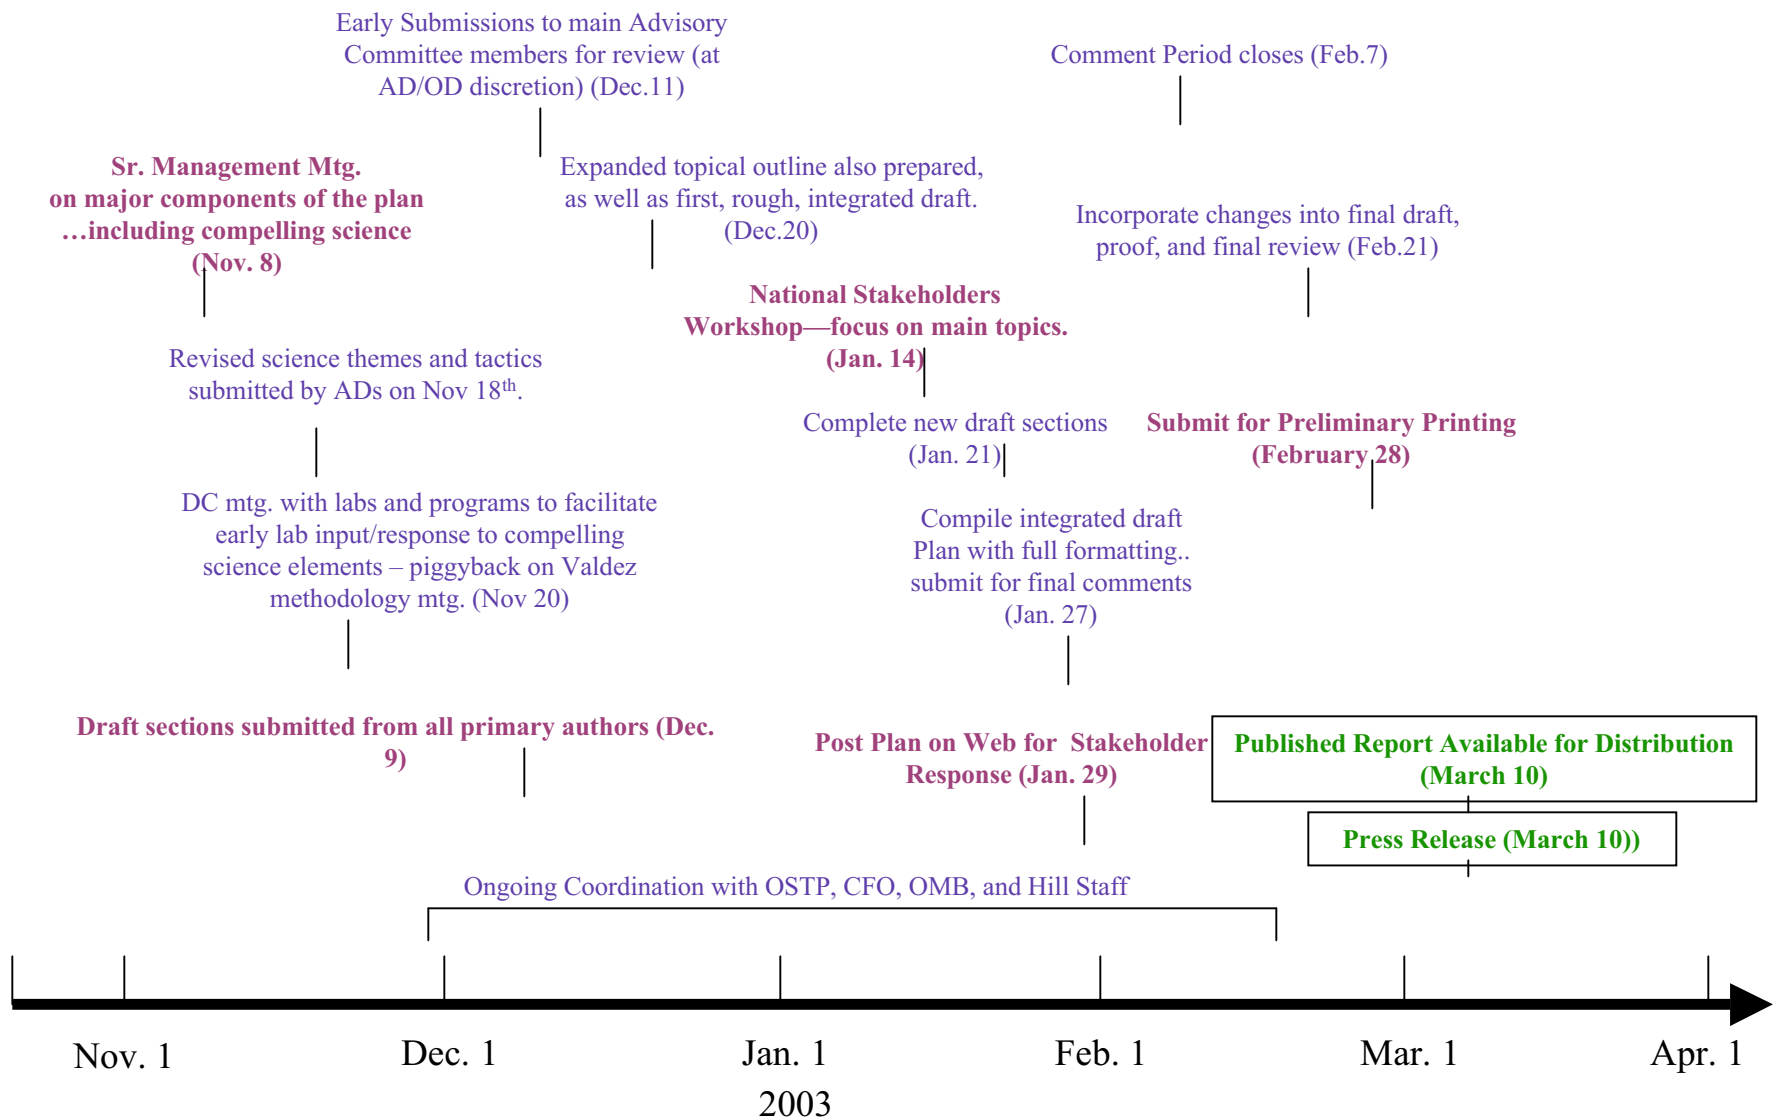 Early Submissions to main Advisory
Committee members for review (at
AD/OD discretion) (Dec.11)
Comment Period closes (Feb.7)
Sr. Management Mtg.
on major components of the plan
…including compelling science
(Nov. 8)
Expanded topical outline also prepared,
as well as first, rough, integrated draft.
(Dec.20)
Incorporate changes into final draft,
proof, and final review (Feb.21)
National Stakeholders
Workshop—focus on main topics.
(Jan. 14)
Revised science themes and tactics
submitted by ADs on Nov 18th.
Complete new draft sections
(Jan. 21)
Submit for Preliminary Printing
(February 28)
DC mtg. with labs and programs to facilitate
early lab input/response to compelling
science elements – piggyback on Valdez
methodology mtg. (Nov 20)
Compile integrated draft
Plan with full formatting..
submit for final comments
(Jan. 27)
Draft sections submitted from all primary authors (Dec.
9)
Post Plan on Web for  Stakeholder
Response (Jan. 29)
Published Report Available for Distribution
(March 10)
Press Release (March 10))
Ongoing Coordination with OSTP, CFO, OMB, and Hill Staff
Nov. 1
Dec. 1
Jan. 1
Feb. 1
Mar. 1
Apr. 1
2003